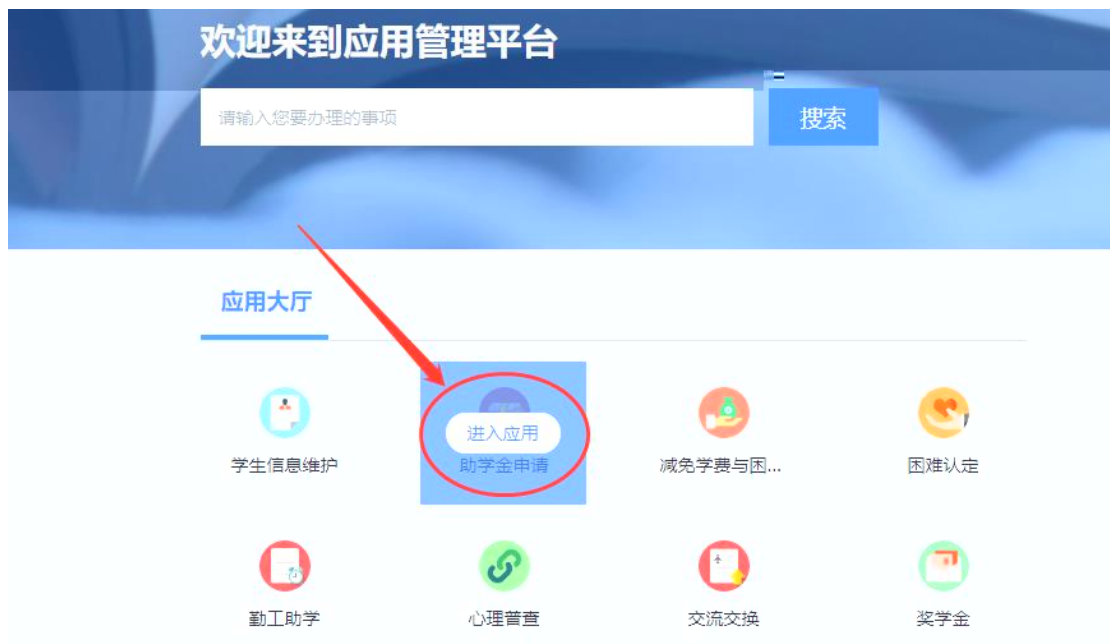 欢迎来到应用管理平台
请输入您要办理的事项
搜索
应用大厅
进入应用
学生信息维护
助学金申请
减免学费与困...
困难认定
勤工助学
心理普查
交流交换
奖学金